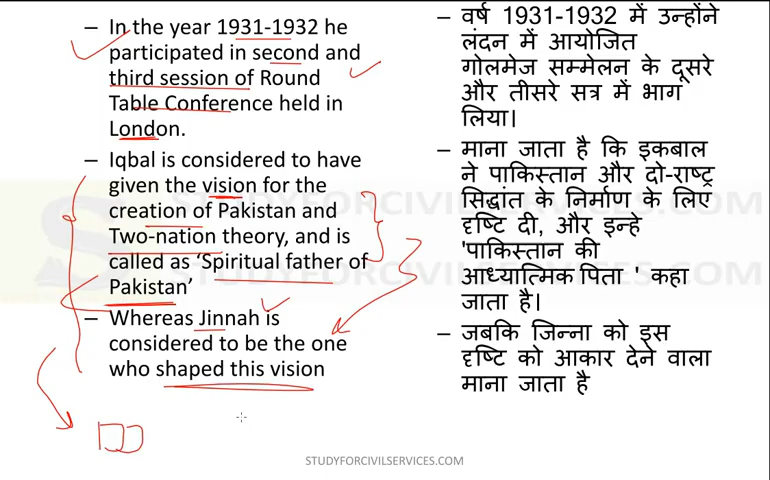 – In the year 1931-1932 he
participated in second and
third session of Round
Table Conference held in
London.
– Iqbal is considered to have
given the vision for the
creation of Pakistan and
Two-nation theory, and is
called as ‘Spiritual father of
Pakistan’
– Whereas Jinnah is
considered to be the one
who shaped this vision
– वर्ष 1931-1932 में उन्होंने
लंदन में आयोजित
गोलमेज सम्मेलन के दूसरे
और तीसरे सत्र में भाग
लिया।
– माना जाता है कि इकबाल
ने पाकिस्तान और दो-राष्ट्र
सिद्धांत के निर्माण के लिए
दृष्टि दी, और इन्हे
'पाकिस्तान की
आध्यात्मिक पिता ' कहा
जाता है।
– जबकि जिन्ना को इस
दृष्टि को आकार देने वाला
माना जाता है
STUDYFORCIVILSERVICES.COM